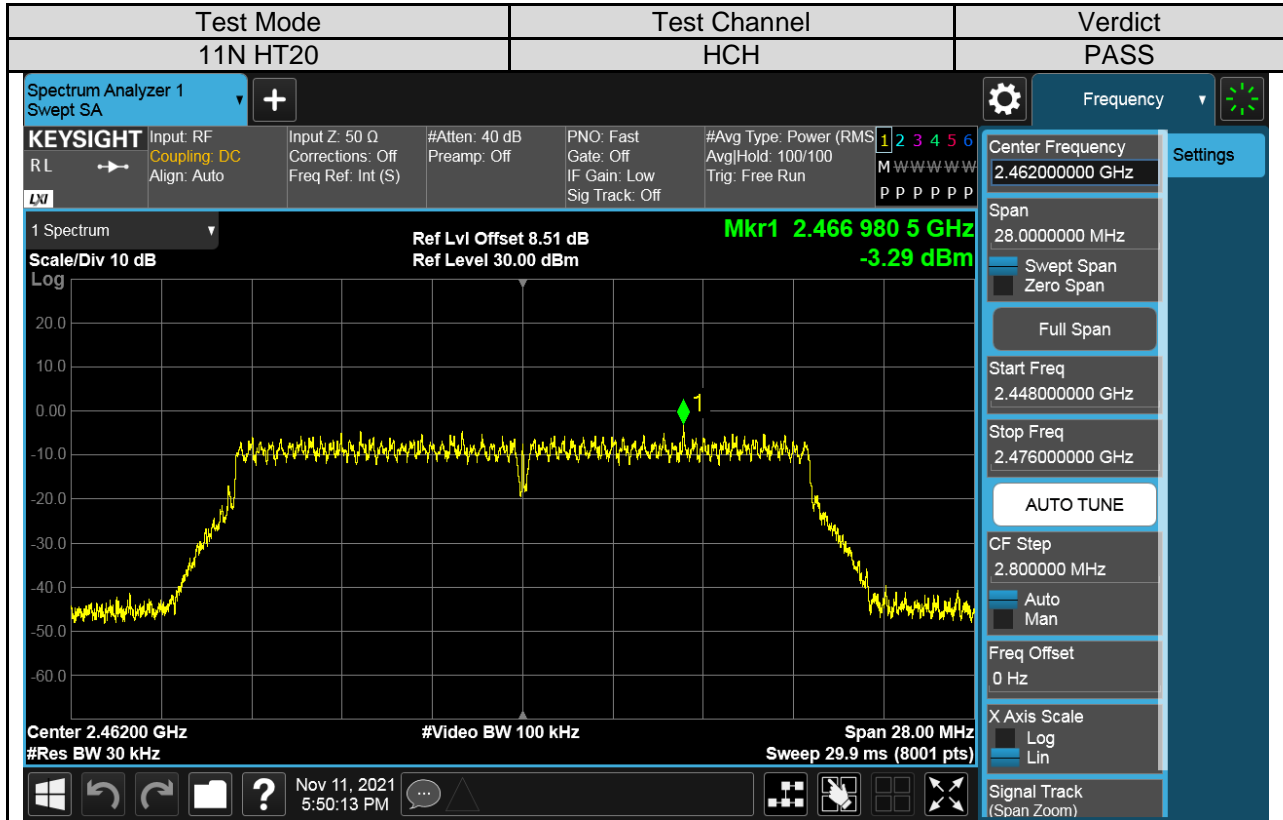 Test Mode Test Channel Verdict
11N HT20 HCH PASS
Spectrum Analyzer 1
Swept SA
+
Frequency
KEYSIGHT Input: RF Input Z: 50 Ω #Atten: 40 dB PNO: Fast #Avg Type: Power (RMS 1 2 3 4 5 6
RL Coupling: DC Corrections: Off Preamp: Off Gate: Off Avg|Hold: 100/100 M W W W W W
Align: Auto Freq Ref: Int (S) IF Gain: Low Trig: Free Run
LXI Sig Track: Off P P P P P P
1 Spectrum
Ref Lvl Offset 8.51 dB
Mkr1 2.466 980 5 GHz
Scale/Div 10 dB Ref Level 30.00 dBm -3.29 dBm
Log
20.0
10.0
0.00
-10.0
-20.0
-30.0
-40.0
-50.0
-60.0
1
Center 2.46200 GHz #Video BW 100 kHz Span 28.00 MHz
#Res BW 30 kHz Sweep 29.9 ms (8001 pts)
Center Frequency
2.462000000 GHz
Settings
Span
28.0000000 MHz
Swept Span
Zero Span
Full Span
Start Freq
2.448000000 GHz
Stop Freq
2.476000000 GHz
AUTO TUNE
CF Step
2.800000 MHz
Auto
Man
Freq Offset
0 Hz
X Axis Scale
Log
Lin
Signal Track
(Span Zoom)
?
Nov 11, 2021
5:50:13 PM